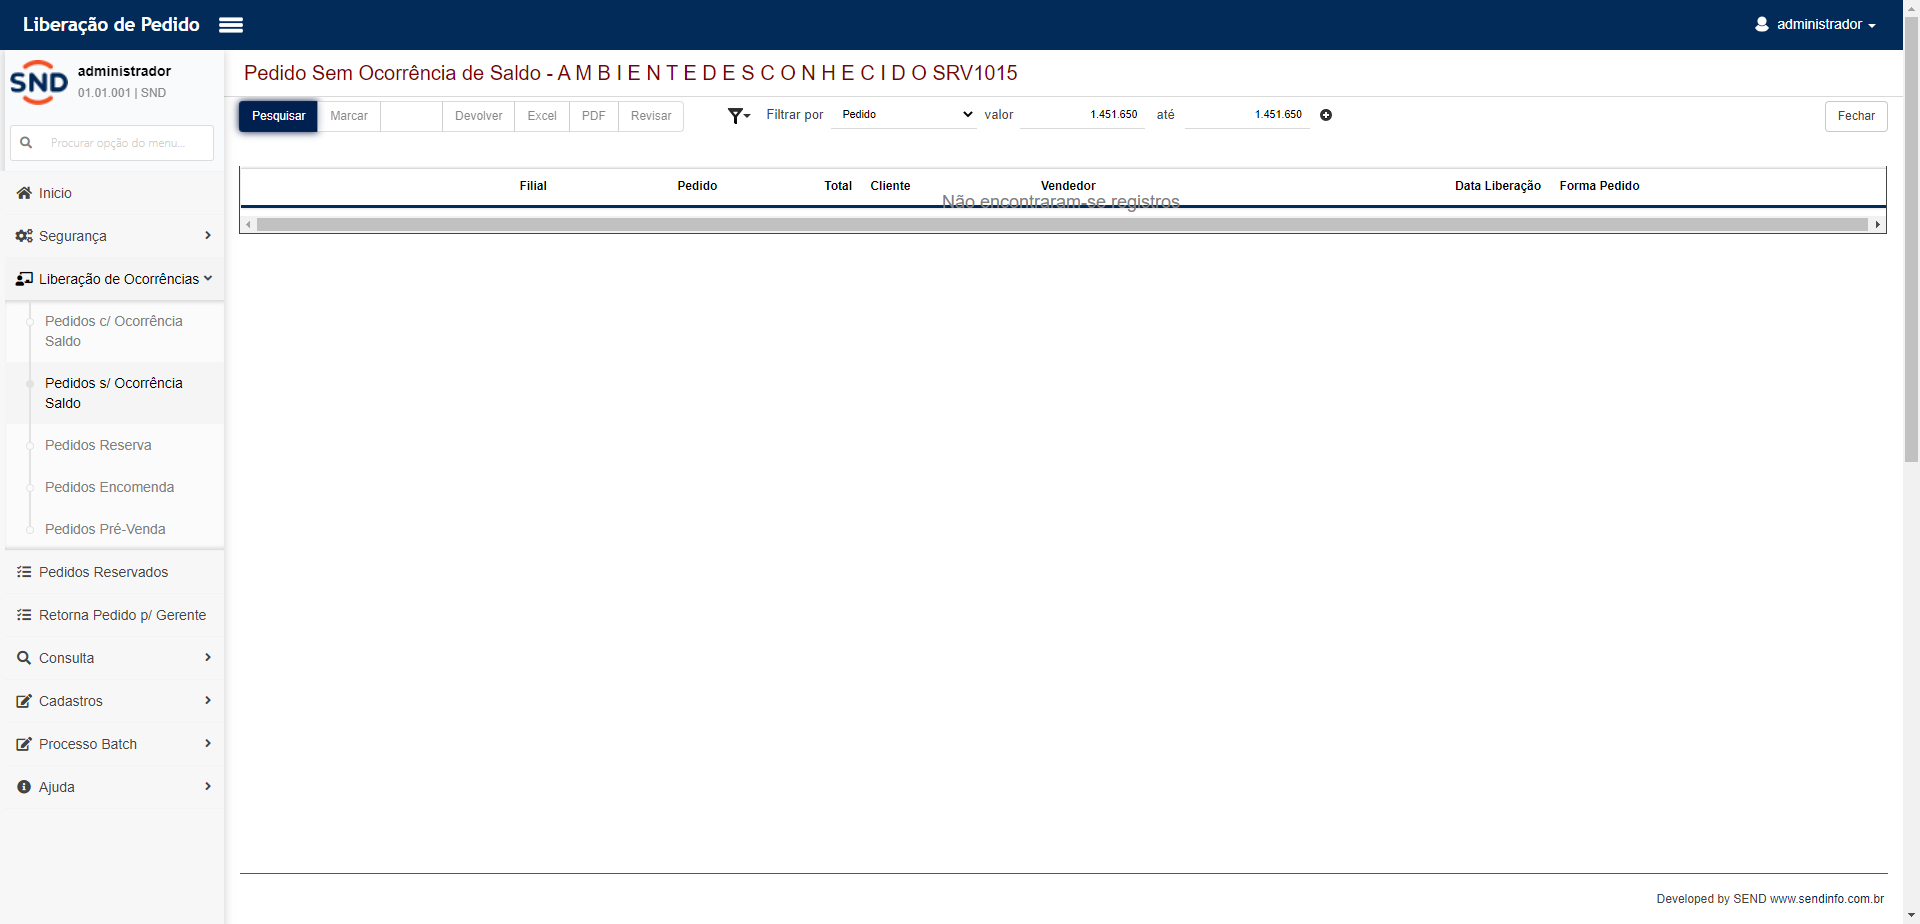 Liberação de Pedido
administrador
SND
administrador
01.01.001 | SND
Procurar opção do menu...
Inicio
Segurança
Liberação de Ocorrências
Pedidos c/ Ocorrência
Saldo
Pedidos s/ Ocorrência
Saldo
Pedidos Reserva
Pedidos Encomenda
Pedidos Pré-Venda
Pedidos Reservados
Retorna Pedido p/ Gerente
Consulta
Cadastros
Processo Batch
Ajuda
Pedido Sem Ocorrência de Saldo - A M B I E N T E D E S C O N H E C I D O SRV1015
Pesquisar Marcar Devolver Excel PDF Revisar Filtrar por Pedido valor 1.451.650 até 1.451.650 Fechar
Filial Pedido Total Cliente Vendedor Data Liberação Forma Pedido
Não encontraram-se registros
Developed by SEND www.sendinfo.com.br